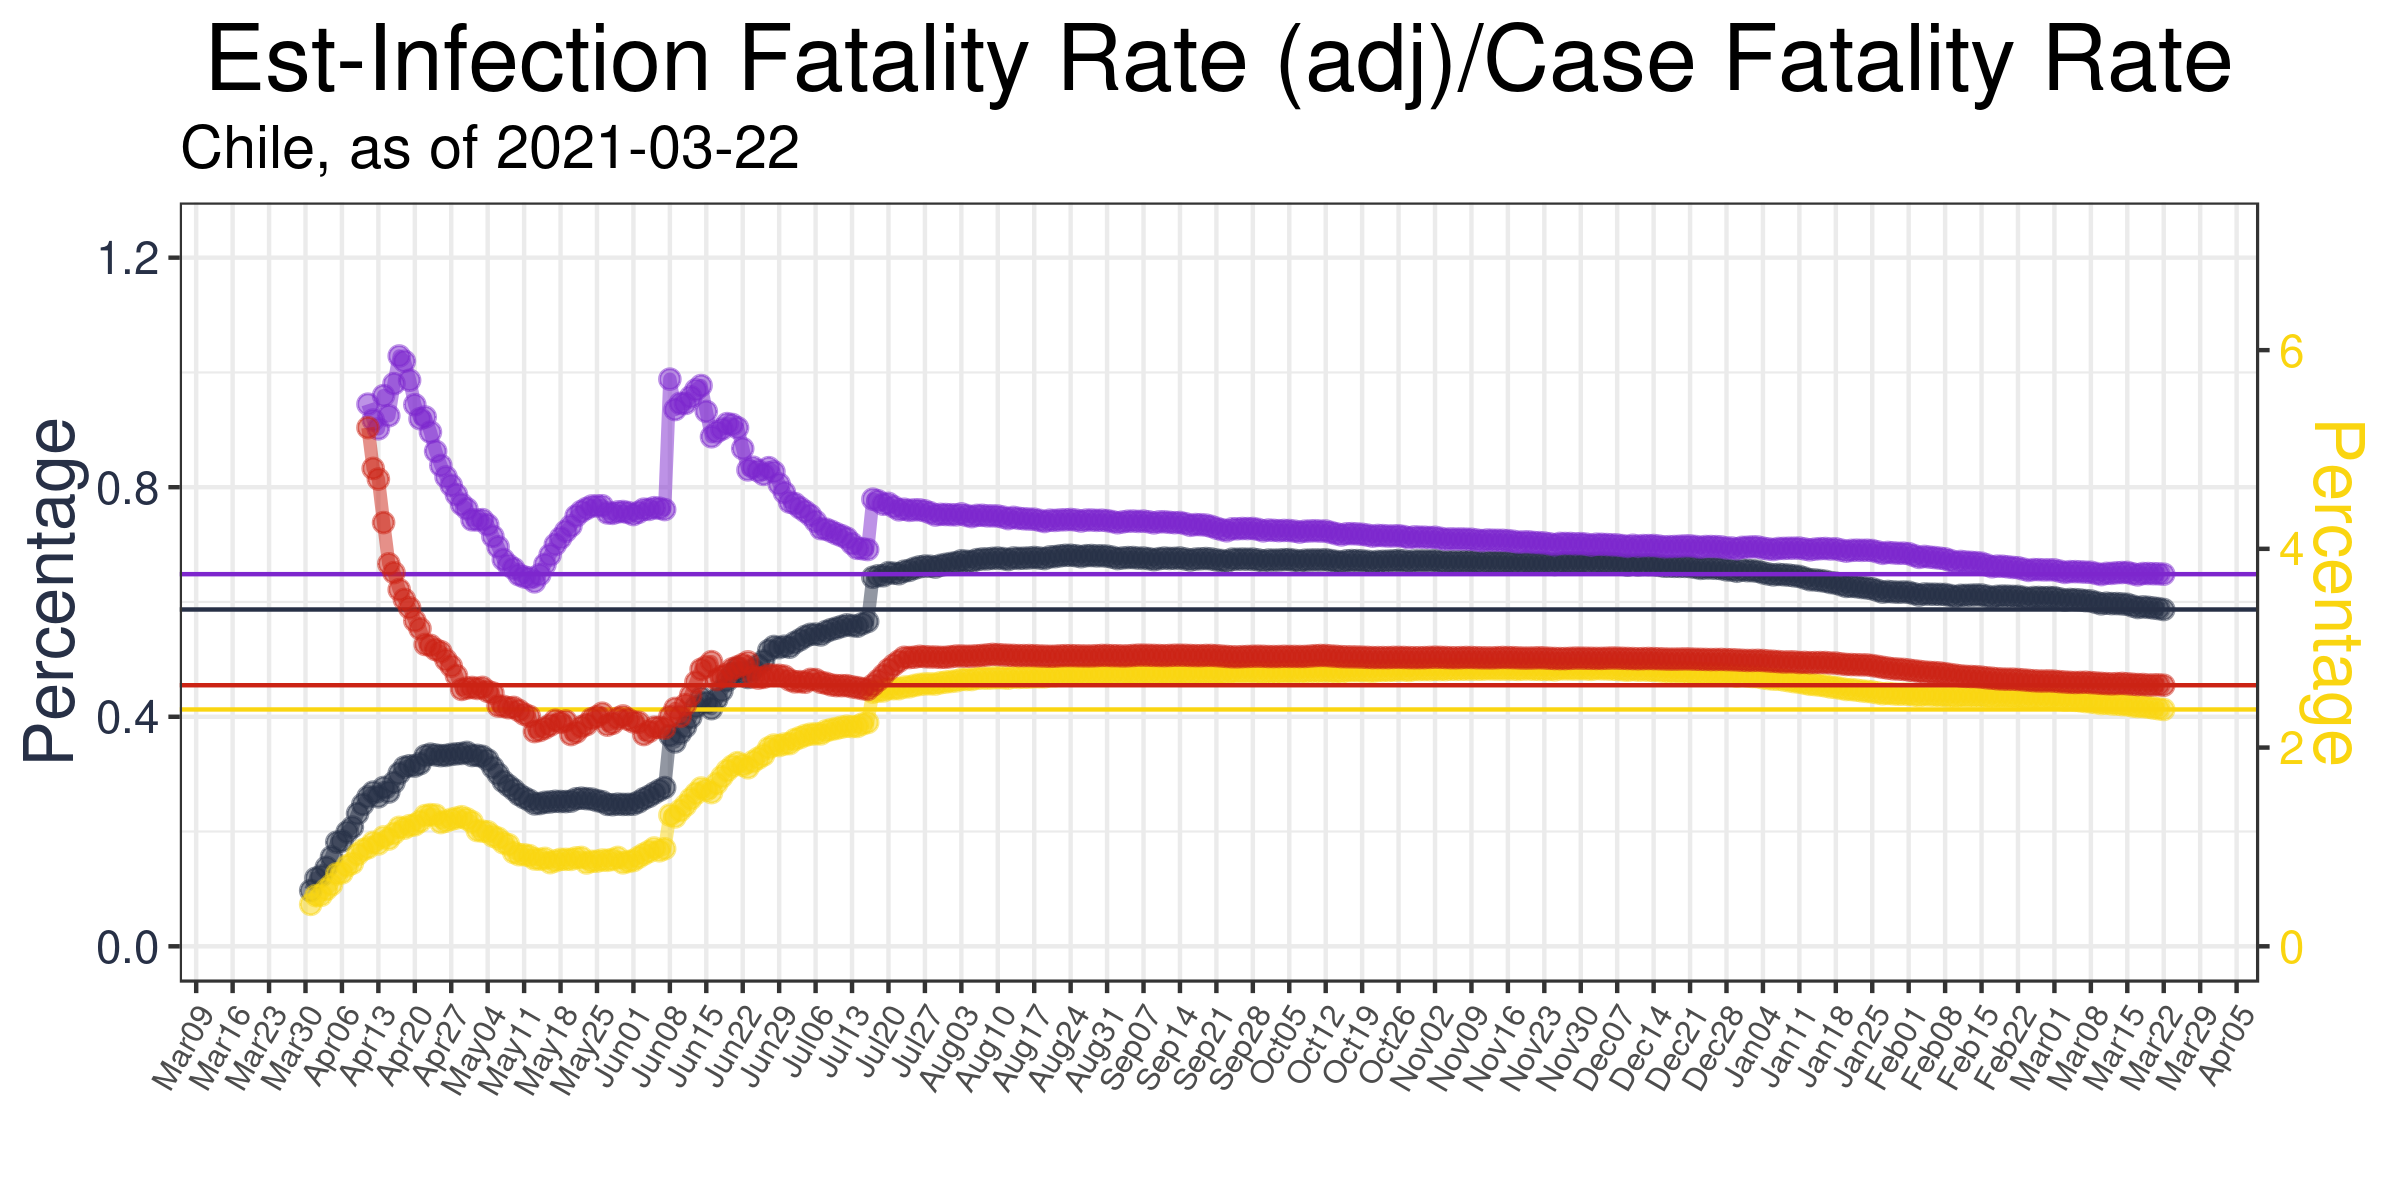 Est-Infection Fatality Rate (adj)/Case Fatality Rate
Chile, as of 2021-03-22
Percentage
1.2
0.8
0.4
0.0
6
4
2
0
Percentage
Mar09
Mar16
Mar23
Mar30
Apr06
Apr13
Apr20
Apr27
May04
May11
May18
May25
Jun01
Jun08
Jun15
Jun22
Jun29
Jul06
Jul13
Jul20
Jul27
Aug03
Aug10
Aug17
Aug24
Aug31
Sep07
Sep14
Sep21
Sep28
Oct05
Oct12
Oct19
Oct26
Nov02
Nov09
Nov16
Nov23
Nov30
Dec07
Dec14
Dec21
Dec28
Jan04
Jan11
Jan18
Jan25
Feb01
Feb08
Feb15
Feb22
Mar01
Mar08
Mar15
Mar22
Mar29
Apr05